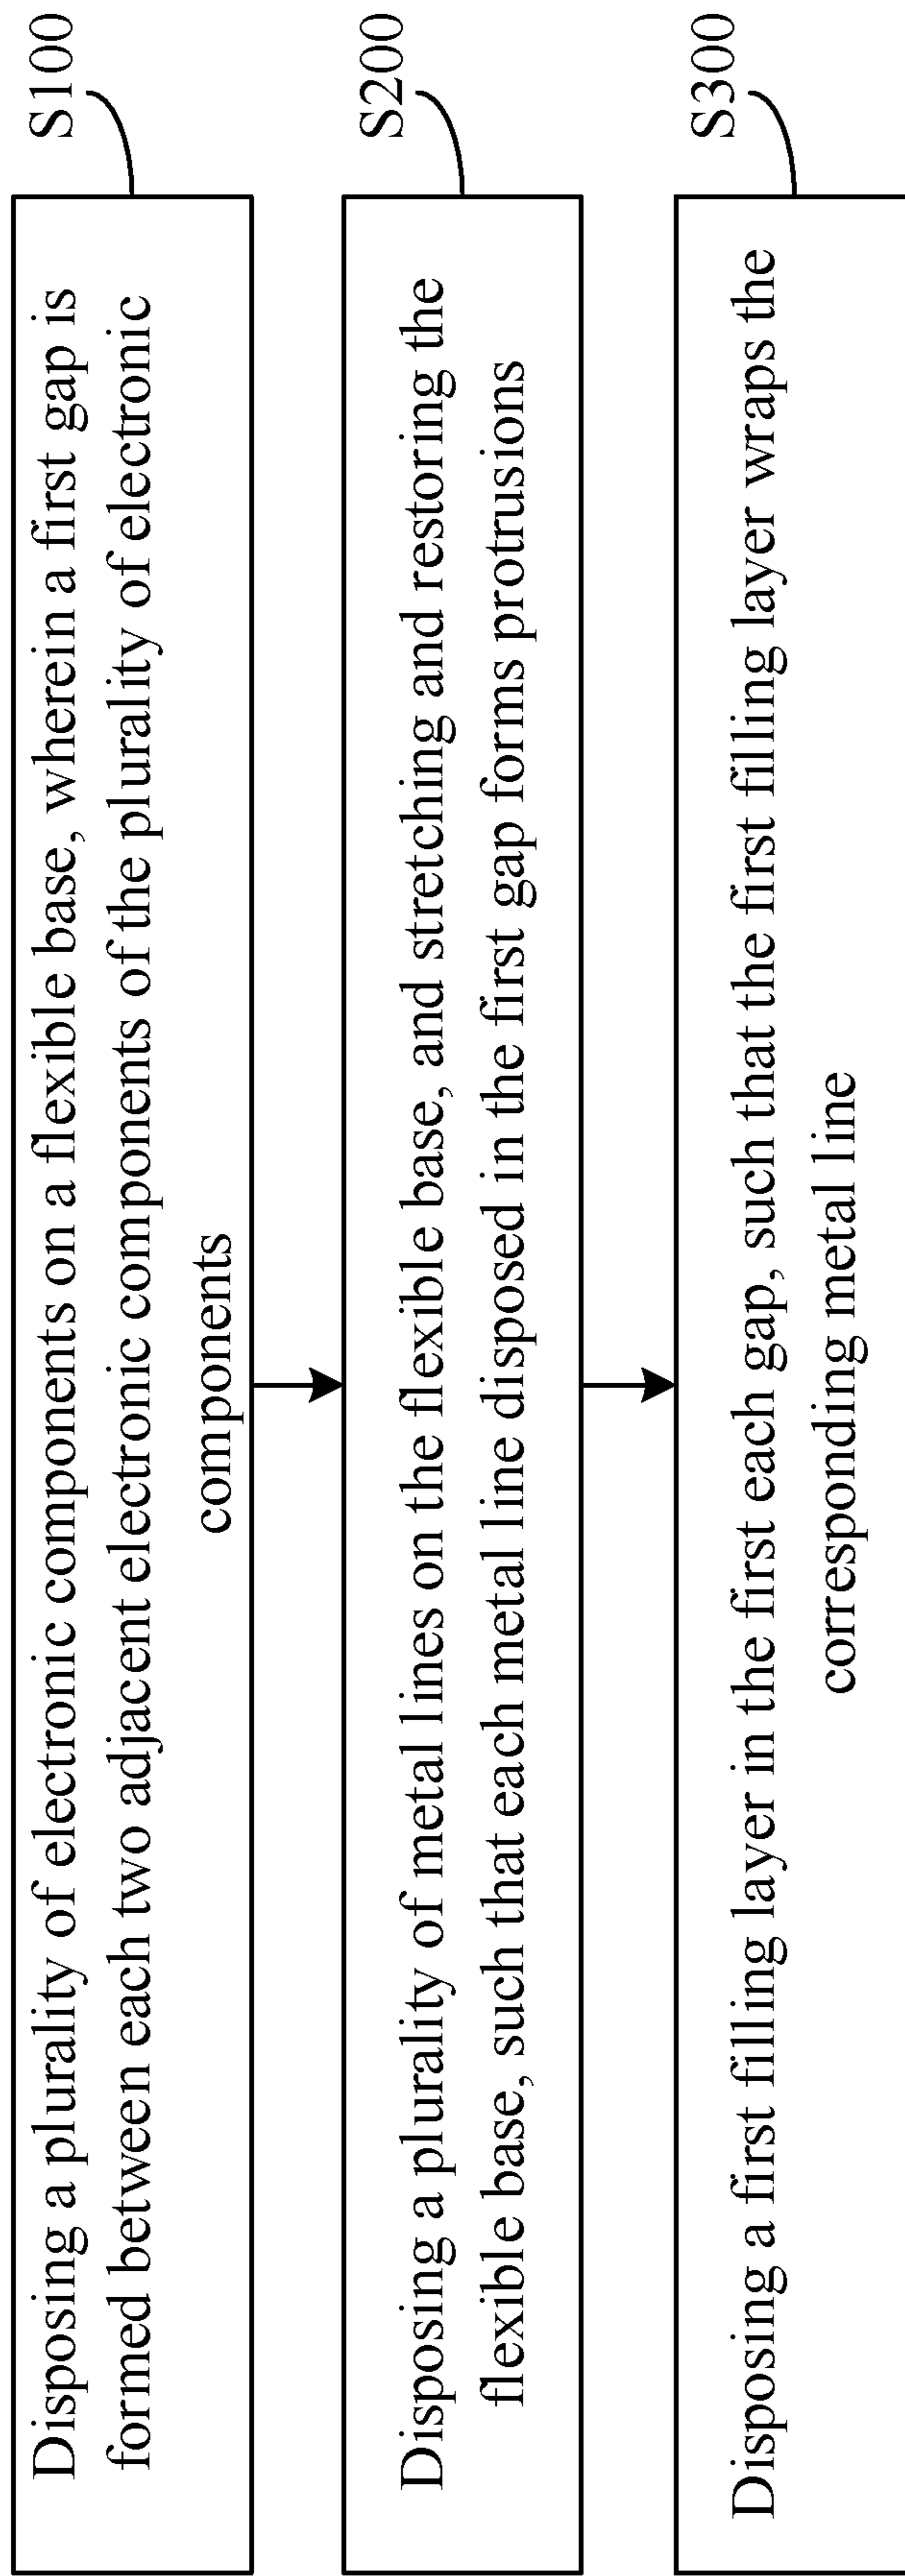 Disposing a plurality of electronic components on a flexible base, wherein a first gap is
formed between each two adjacent electronic components of the plurality of electronic
components
S100
Disposing a plurality of metal lines on the flexible base, and stretching and restoring the
flexible base, such that each metal line disposed in the first gap forms protrusions
S200
Disposing a first filling layer in the first each gap, such that the first filling layer wraps the
corresponding metal line
S300